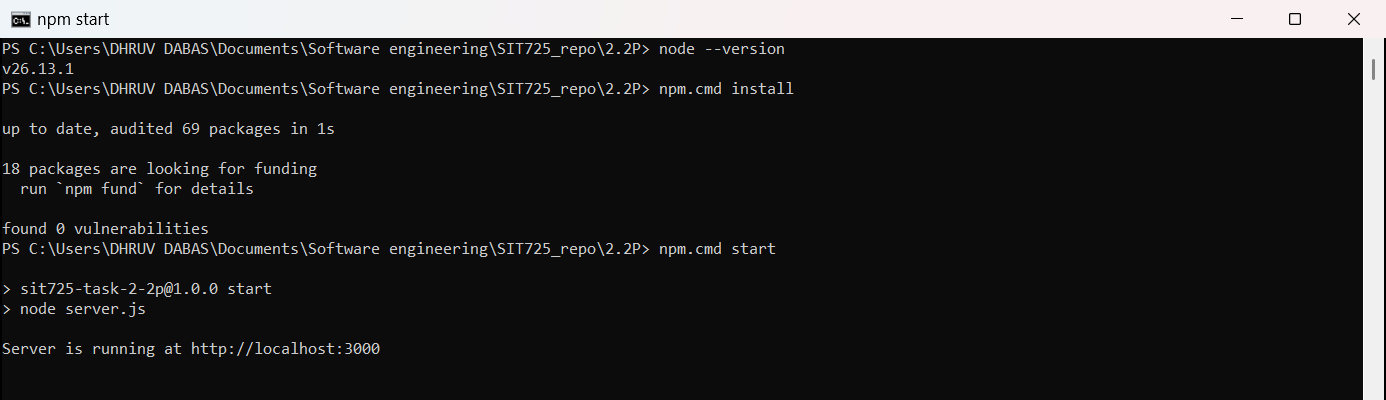 npm start
PS C:\Users\DHRUV DABAS\Documents\Software engineering\SIT725_repo\2.2P> node --version
v26.13.1
PS C:\Users\DHRUV DABAS\Documents\Software engineering\SIT725_repo\2.2P> npm.cmd install
up to date, audited 69 packages in 1s
18 packages are looking for funding
  run `npm fund` for details
found 0 vulnerabilities
PS C:\Users\DHRUV DABAS\Documents\Software engineering\SIT725_repo\2.2P> npm.cmd start
> sit725-task-2-2p@1.0.0 start
> node server.js
Server is running at http://localhost:3000